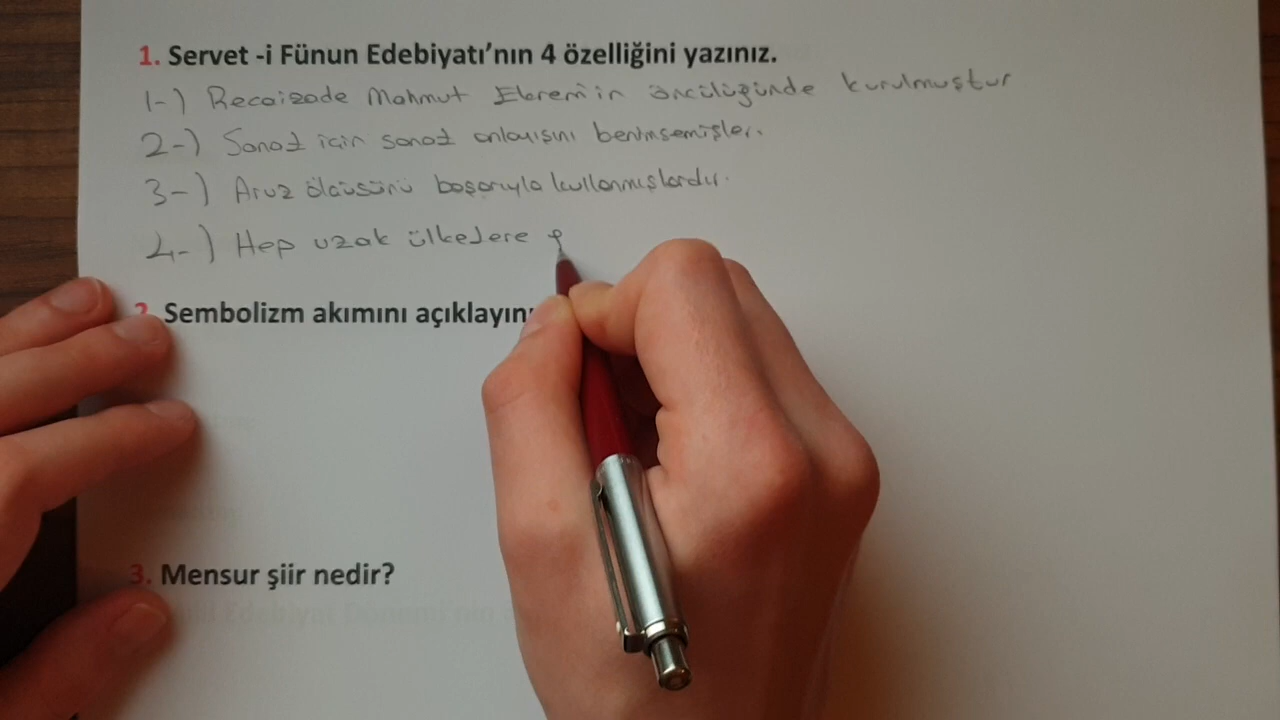 1. Servet -i Fünun Edebiyatı'nın 4 özelliğini yazınız.
1-) Recaizade Mahmut Ekrem'in öncülüğünde kurulmuştur
2-) Sanat için sanat anlayışını benimsemişler.
3-) Aruz ölçüsünü başarıyla kullanmışlardır.
4-) Hep uzak ülkelere
2. Sembolizm akımını
3. Mensur şiir nedir?